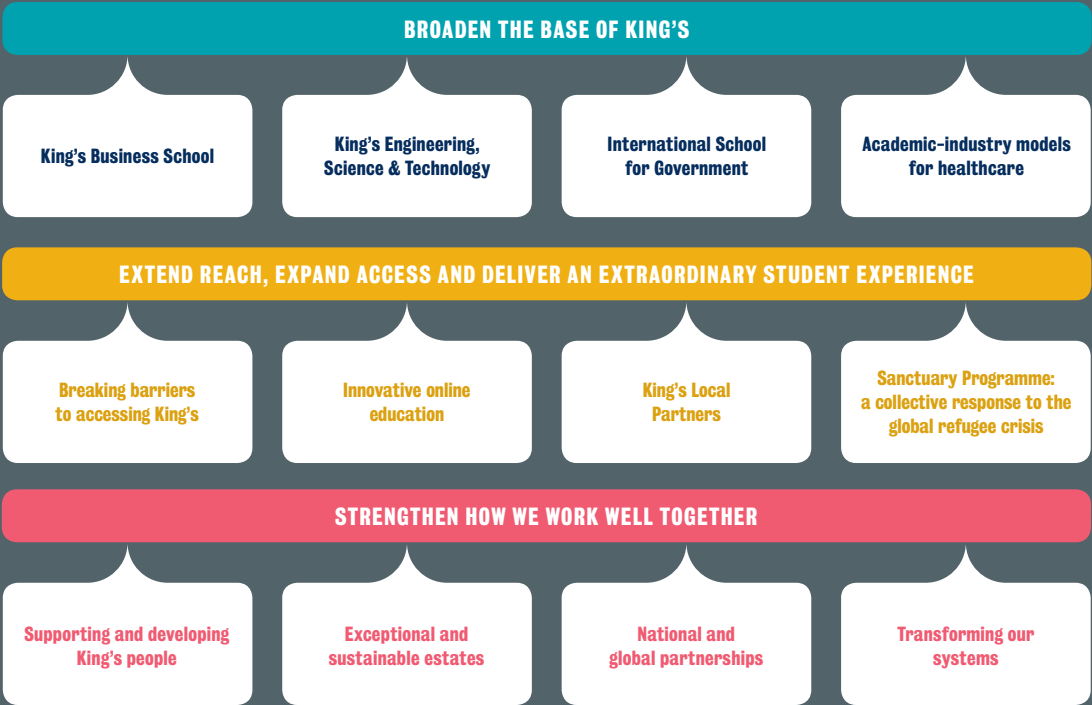 BROADEN THE BASE OF KING’S
King’s Business School
King’s Engineering,
Science & Technology
International School
for Government
Academic-industry models
for healthcare
EXTEND REACH, EXPAND ACCESS AND DELIVER AN EXTRAORDINARY STUDENT EXPERIENCE
Breaking barriers
to accessing King’s
Innovative online
education
King’s Local
Partners
Sanctuary Programme:
a collective response to the
global refugee crisis
STRENGTHEN HOW WE WORK WELL TOGETHER
Supporting and developing
King’s people
Exceptional and
sustainable estates
National and
global partnerships
Transforming our
systems